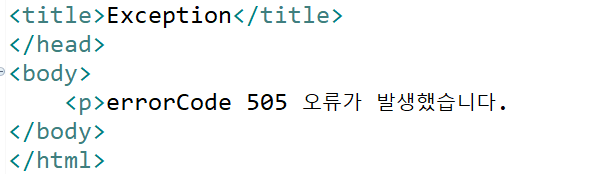 <title>Exception</title>
</head>
<body>
    <p>errorCode 505 오류가 발생했습니다.
</body>
</html>